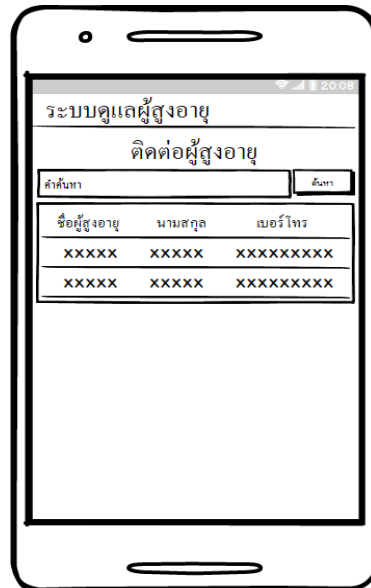 20:08
ระบบดูแลผู้สูงอายุ
ติดต่อผู้สูงอายุ
คำค้นหา ค้นหา
ชื่อผู้สูงอายุ นามสกุล เบอร์โทร
xxxxx xxxxx xxxxxxxxx
xxxxx xxxxx xxxxxxxxx